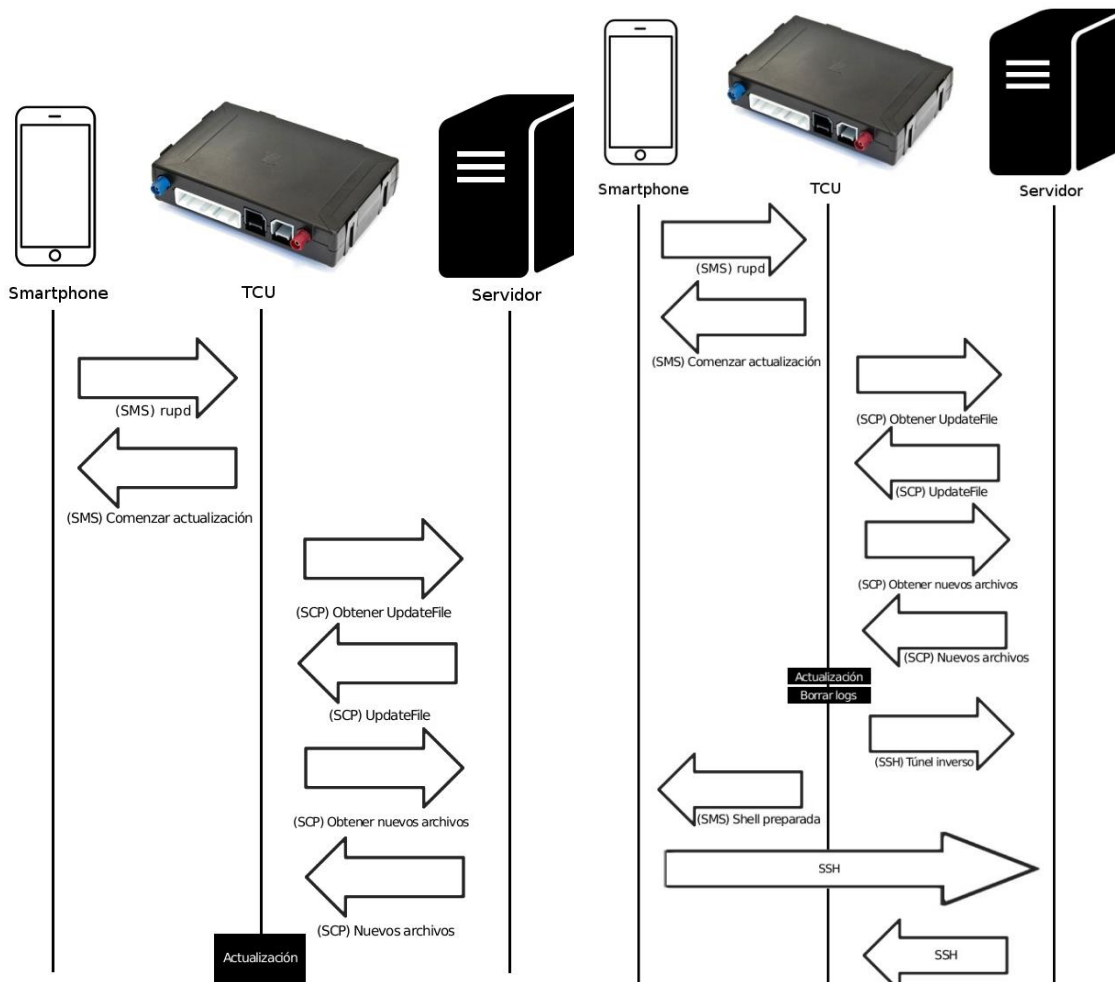 Smartphone
TCU
Servidor
(SMS) rupd
(SMS) Comenzar actualización
(SCP) Obtener UpdateFile
(SCP) UpdateFile
(SCP) Obtener nuevos archivos
(SCP) Nuevos archivos
Actualización
Smartphone
TCU
Servidor
(SMS) rupd
(SMS) Comenzar actualización
(SCP) Obtener UpdateFile
(SCP) UpdateFile
(SCP) Obtener nuevos archivos
(SCP) Nuevos archivos
Actualización
Borrar logs
(SSH) Túnel inverso
(SMS) Shell preparada
SSH
SSH